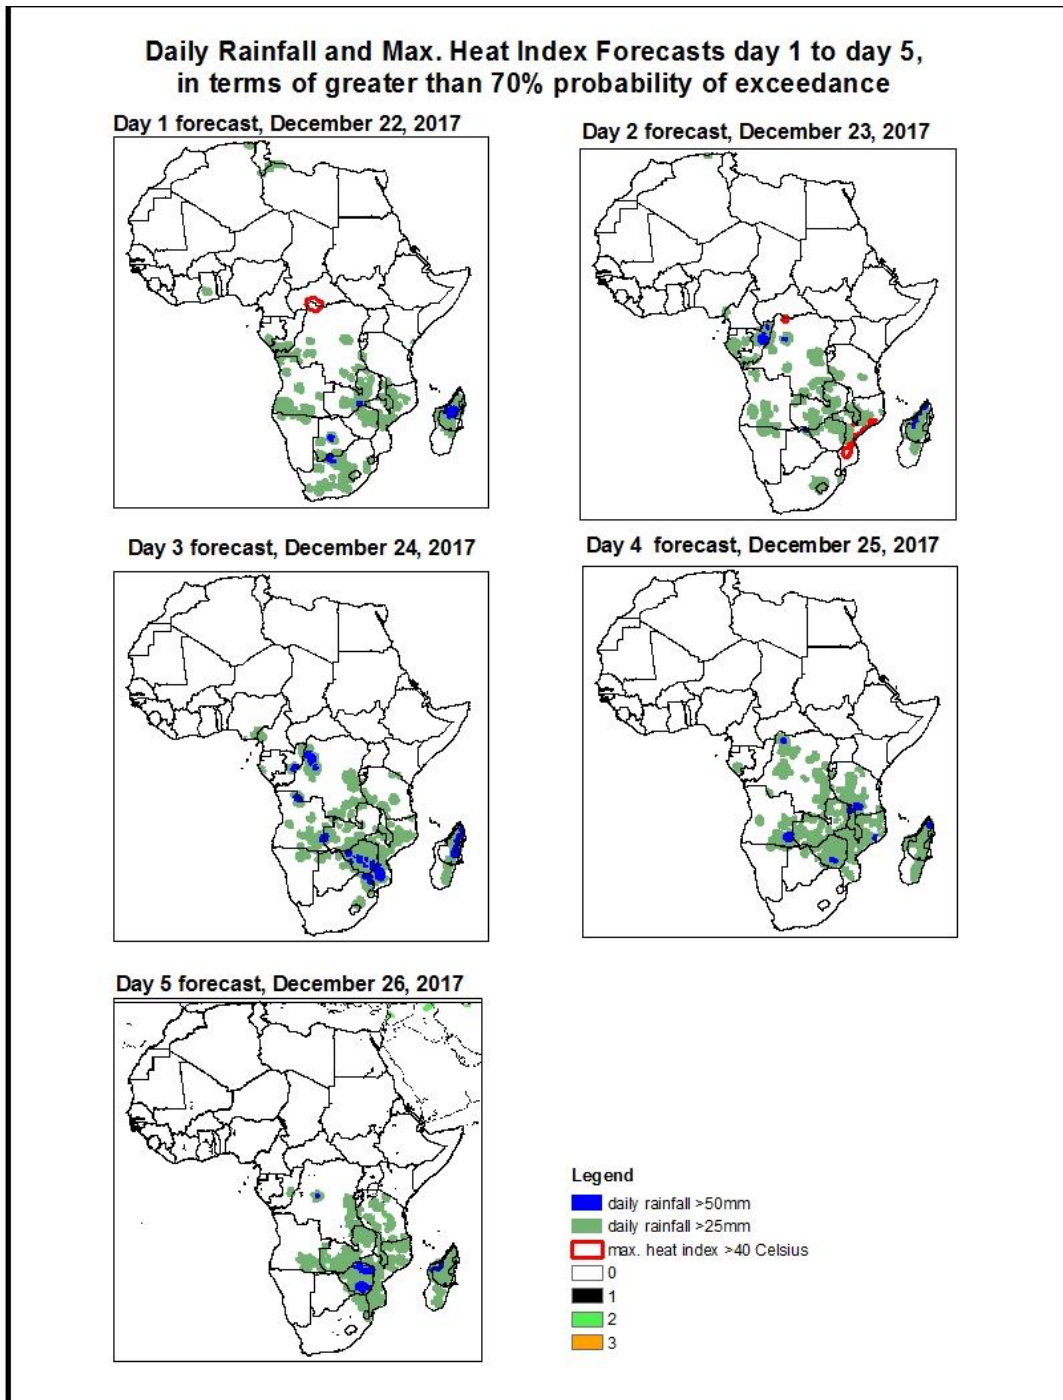 Daily Rainfall and Max. Heat Index Forecasts day 1 to day 5,
in terms of greater than 70% probability of exceedance
Day 1 forecast, December 22, 2017
Day 2 forecast, December 23, 2017
Day 3 forecast, December 24, 2017
Day 4  forecast, December 25, 2017
Day 5 forecast, December 26, 2017
Legend
daily rainfall >50mm
daily rainfall >25mm
max. heat index >40 Celsius
0
1
2
3